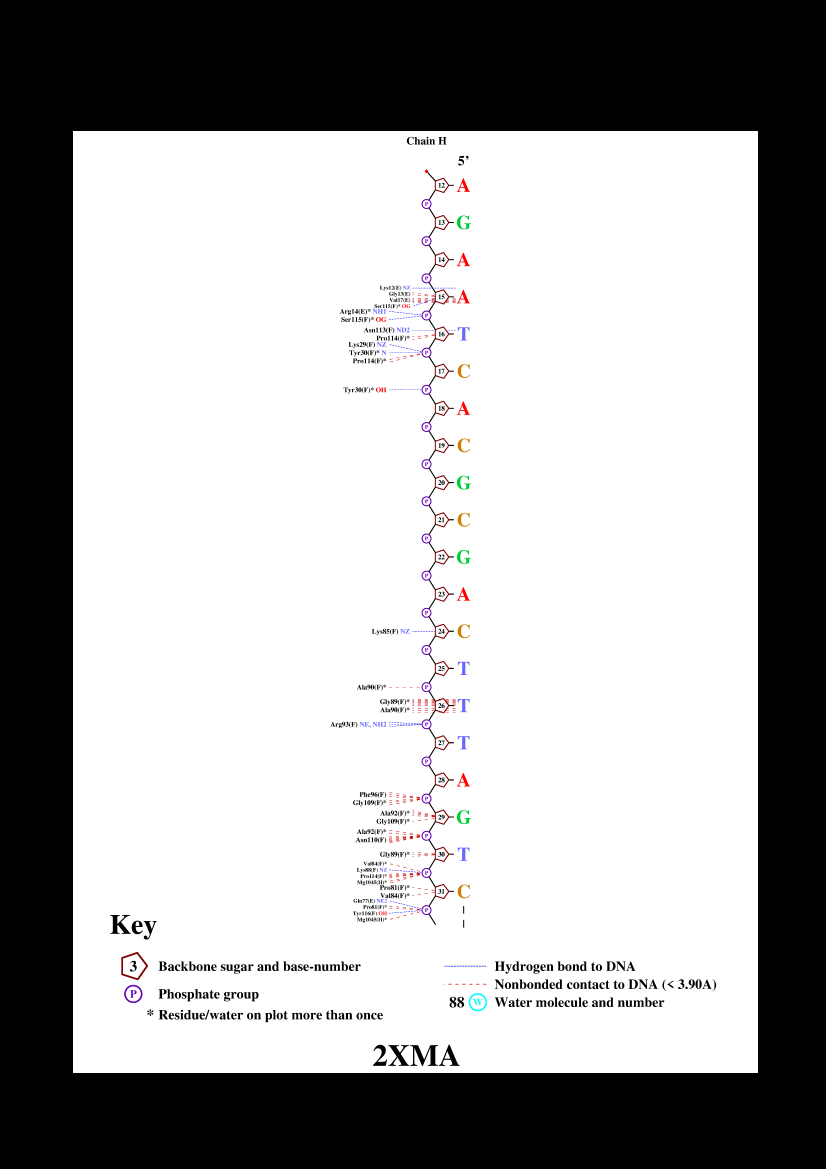 Chain H
5’
12 A
P
13 G
P
14 A
P
Lys12(E) NZ
Gly13(E)
Val17(E)
15 A
Ser115(F)* OG
Arg14(E)* NH1
P
Ser115(F)* OG
Asn113(F) ND2
16 T
Pro114(F)*
Lys29(F) NZ
Tyr30(F)* N
P
Pro114(F)*
17 C
Tyr30(F)* OH
P
18 A
P
19 C
P
20 G
P
21 C
P
22 G
P
23 A
P
Lys85(F) NZ
24 C
P
25 T
Ala90(F)*
P
Gly89(F)*
26 T
Ala90(F)*
Arg93(F) NE, NH2
P
27 T
P
28 A
Phe96(F)
P
Gly109(F)*
Ala92(F)*
29 G
Gly109(F)*
Ala92(F)*
P
Asn110(F)
Gly89(F)*
30 T
Val84(F)*
Lys88(F) NZ
P
Pro114(F)*
Mg1045(H)*
Pro81(F)*
31 C
Val84(F)*
Gln77(E) NE2
Pro81(F)*
P
Tyr116(F) OH
Mg1045(H)*
Key
3 Backbone sugar and base-number
P Phosphate group
* Residue/water on plot more than once
Hydrogen bond to DNA
Nonbonded contact to DNA (< 3.90A)
88 W Water molecule and number
2XMA